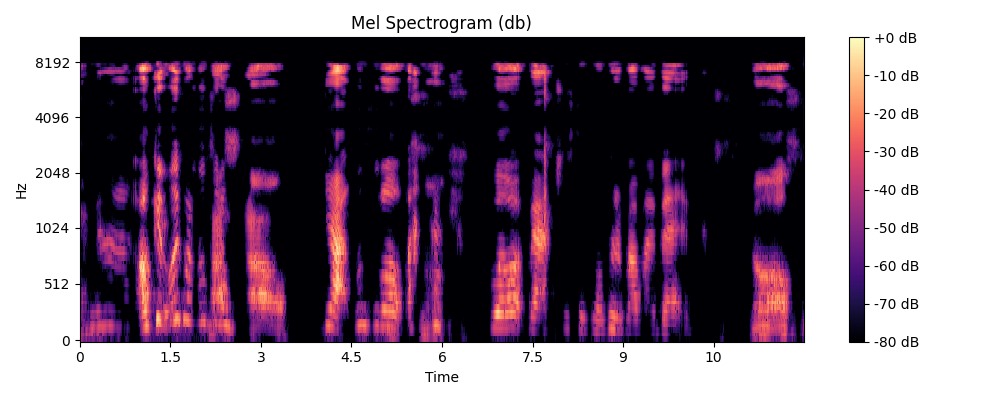 Mel Spectrogram (db)
8192
4096
2048
1024
512
0
Hz
0 1.5 3 4.5 6 7.5 9 10
Time
+0 dB
-10 dB
-20 dB
-30 dB
-40 dB
-50 dB
-60 dB
-70 dB
-80 dB